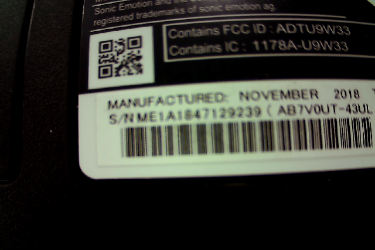 Sonic Emotion and the
registered trademarks of sonic emotion ag.
Contains FCC ID : ADTU9W33
Contains IC : 1178A-U9W33
MANUFACTURED: NOVEMBER 2018
S/N ME1A1847129239 ( AB7V0UT-43UL